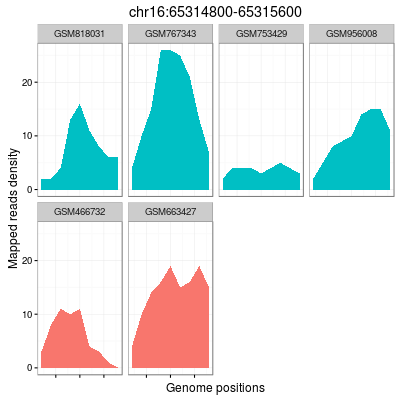 chr16:65314800-65315600
GSM818031 GSM767343 GSM753429 GSM956008
20
10
0
GSM466732 GSM663427
20
10
0
Mapped reads density
Genome positions